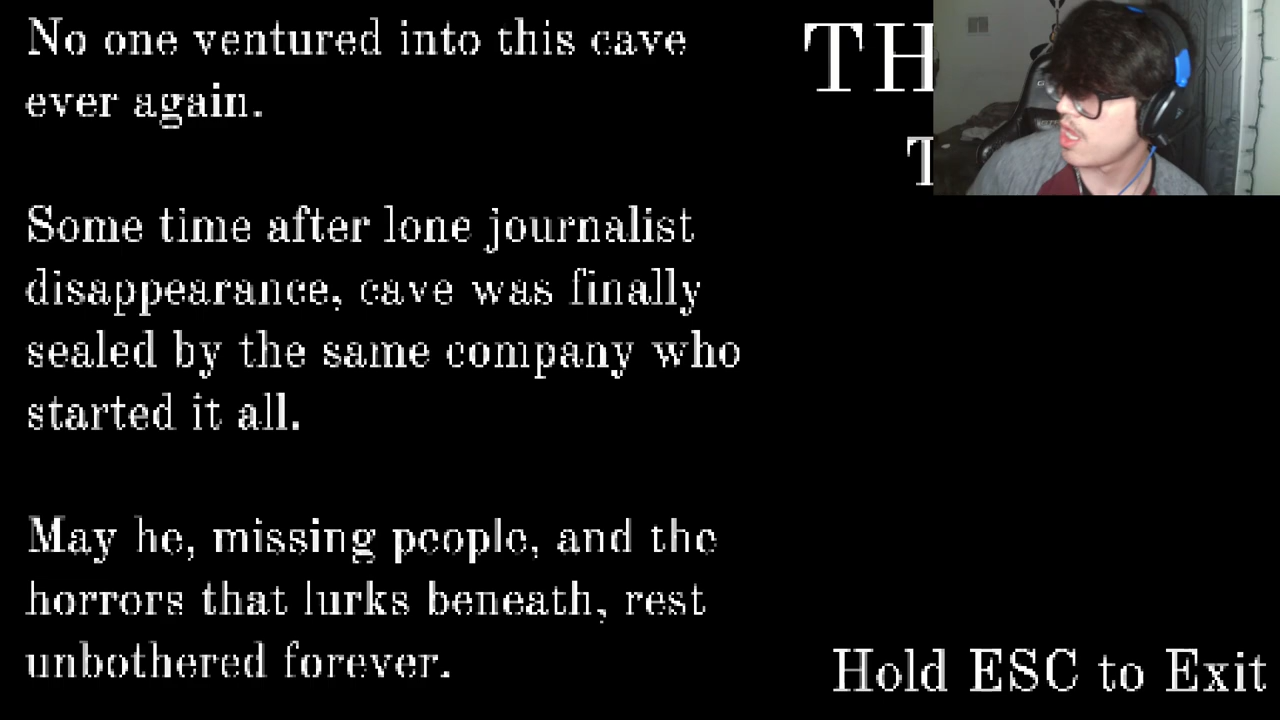 No one ventured into this cave
ever again.
Some time after lone journalist
disappearance, cave was finally
sealed by the same company who
started it all.
May he, missing people, and the
horrors that lurks beneath, rest
unbothered forever.
TH
T
Hold ESC to Exit